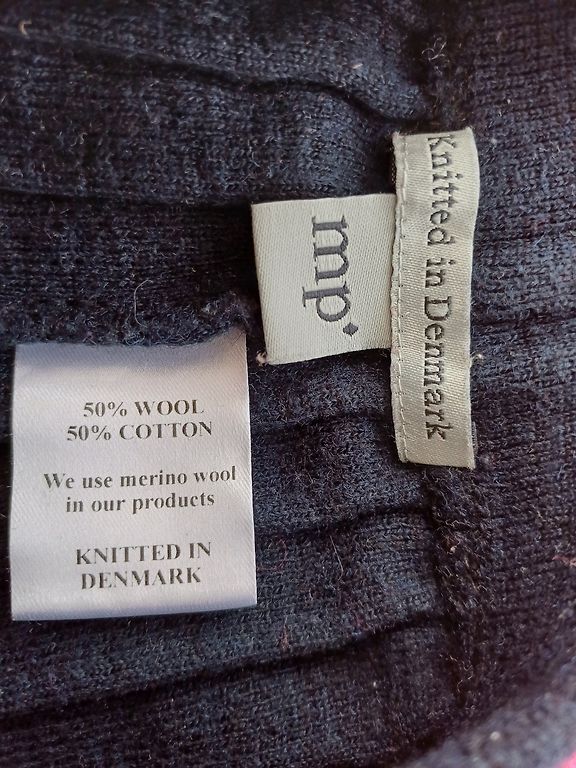 Knitted in Denmark
mp.
50% WOOL
50% COTTON
We use merino wool
in our products
KNITTED IN
DENMARK